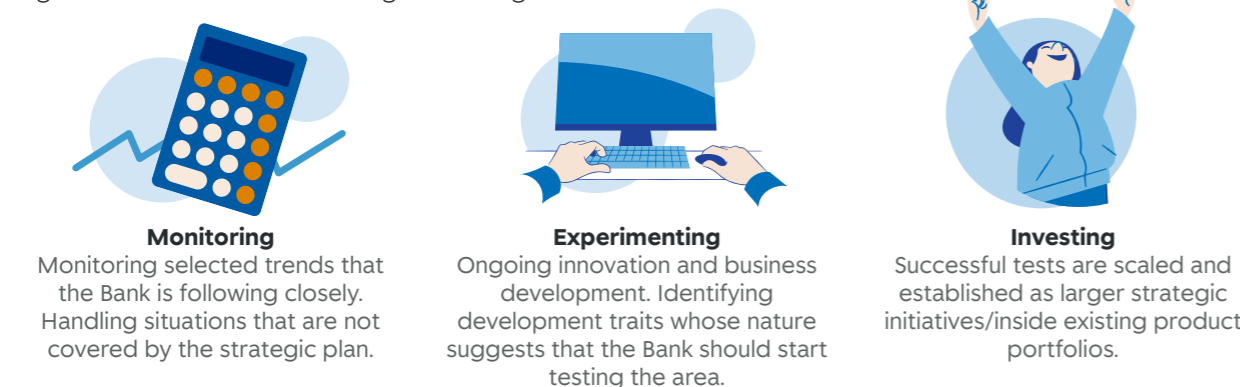 Monitoring
Monitoring selected trends that
the Bank is following closely.
Handling situations that are not
covered by the strategic plan.
Experimenting
Ongoing innovation and business
development. Identifying
development traits whose nature
suggests that the Bank should start
testing the area.
Investing
Successful tests are scaled and
established as larger strategic
initiatives/inside existing product
portfolios.